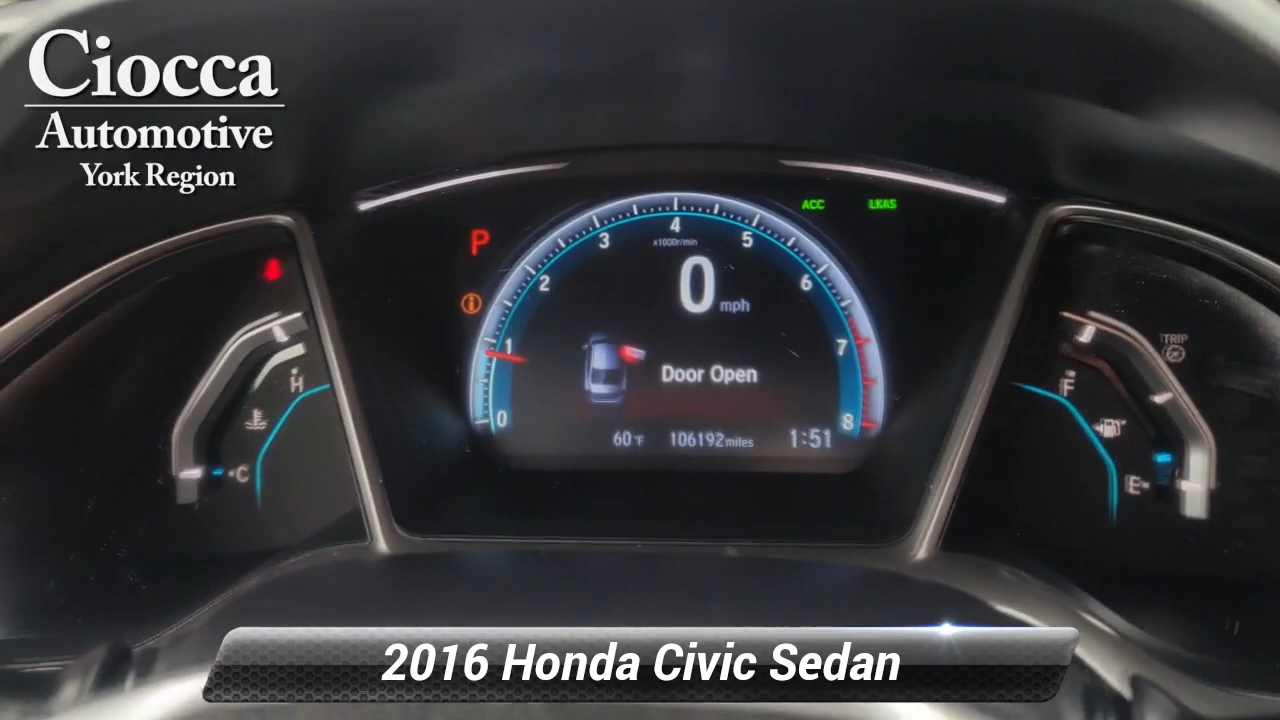 Ciocca
Automotive
York Region
ACC LKAS
P
0 1 2 3 4 5 6 7 8
x1000r/min
0 mph
Door Open
60°F 106192 miles 1:51
H
C
TRIP
F
E
2016 Honda Civic Sedan